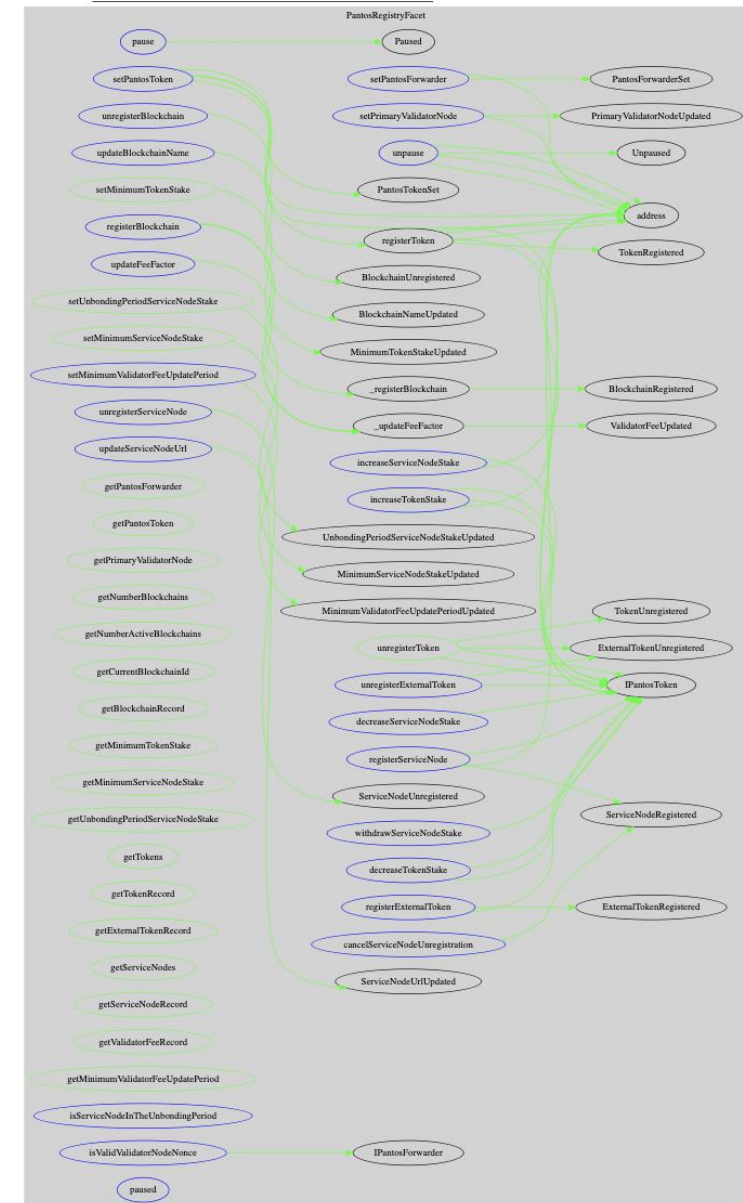 PantosRegistryFacet
pause
Paused
setPantosToken
setPantosForwarder
PantosForwarderSet
unregisterBlockchain
setPrimaryValidatorNode
PrimaryValidatorNodeUpdated
updateBlockchainName
unpause
Unpaused
setMinimumTokenStake
PantosTokenSet
address
registerBlockchain
registerToken
TokenRegistered
updateFeeFactor
BlockchainUnregistered
setUnbondingPeriodServiceNodeStake
BlockchainNameUpdated
setMinimumServiceNodeStake
MinimumTokenStakeUpdated
setMinimumValidatorFeeUpdatePeriod
_registerBlockchain
BlockchainRegistered
unregisterServiceNode
_updateFeeFactor
ValidatorFeeUpdated
updateServiceNodeUrl
increaseServiceNodeStake
getPantosForwarder
increaseTokenStake
getPantosToken
UnbondingPeriodServiceNodeStakeUpdated
getPrimaryValidatorNode
MinimumServiceNodeStakeUpdated
getNumberBlockchains
MinimumValidatorFeeUpdatePeriodUpdated
TokenUnregistered
getNumberActiveBlockchains
unregisterToken
ExternalTokenUnregistered
getCurrentBlockchainId
unregisterExternalToken
IPantosToken
getBlockchainRecord
decreaseServiceNodeStake
getMinimumTokenStake
registerServiceNode
getMinimumServiceNodeStake
ServiceNodeUnregistered
ServiceNodeRegistered
getUnbondingPeriodServiceNodeStake
withdrawServiceNodeStake
getTokens
decreaseTokenStake
getTokenRecord
registerExternalToken
ExternalTokenRegistered
getExternalTokenRecord
cancelServiceNodeUnregistration
getServiceNodes
ServiceNodeUrlUpdated
getServiceNodeRecord
getValidatorFeeRecord
getMinimumValidatorFeeUpdatePeriod
isServiceNodeInTheUnbondingPeriod
isValidValidatorNodeNonce
IPantosForwarder
paused